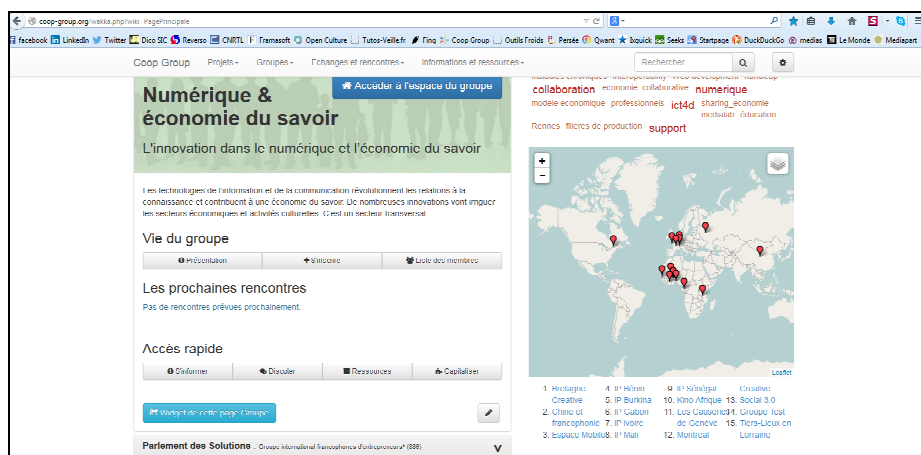 coop-group.org/wakka.php?wiki=PagePrincipale
facebook LinkedIn Twitter Dico SIC Reverso CNRTL Framasoft Open Culture Tutos-Veille.fr Fing Coop Group Outils Froids Persée Qwant Ixquick Seeks Startpage DuckDuckGo medias Le Monde Mediapart
Coop Group Projets Groupes Echanges et rencontres Informations et ressources Rechercher
Numérique &
économie du savoir
Accéder à l'espace du groupe
L'innovation dans le numérique et l'économie du savoir
Les technologies de l'information et de la communication révolutionnent les relations à la
connaissance et contribuent à une économie du savoir. De nombreuses innovations vont irriguer
les secteurs économiques et activités culturelles. C'est un secteur transversal
Vie du groupe
Présentation S'inscrire Liste des membres
Les prochaines rencontres
Pas de rencontres prévues prochainement.
Accès rapide
S'informer Discuter Ressources Capitaliser
Widget de cette page Groupe
Parlement des Solutions . Groupe international francophones d'entrepreneurs* (888) V
maladies chroniques interoperability Web development handicap
collaboration economie collaborative numerique
modele economique professionnels ict4d sharing_economie
medialab éducation
Rennes filieres de production support
+
−
Leaflet
1. Bretagne Creative
2. Chine et francophonie
3. Espace Mobile
4. IP Bénin
5. IP Burkina
6. IP Gabon
7. IP Ivoire
8. IP Mali
9. IP Sénégal
10. Kino Afrique
11. Les Causeries de Genève
12. Montreal Creative
13. Social 3.0
14. Groupe Test
15. Tiers-Lieux en Lorraine